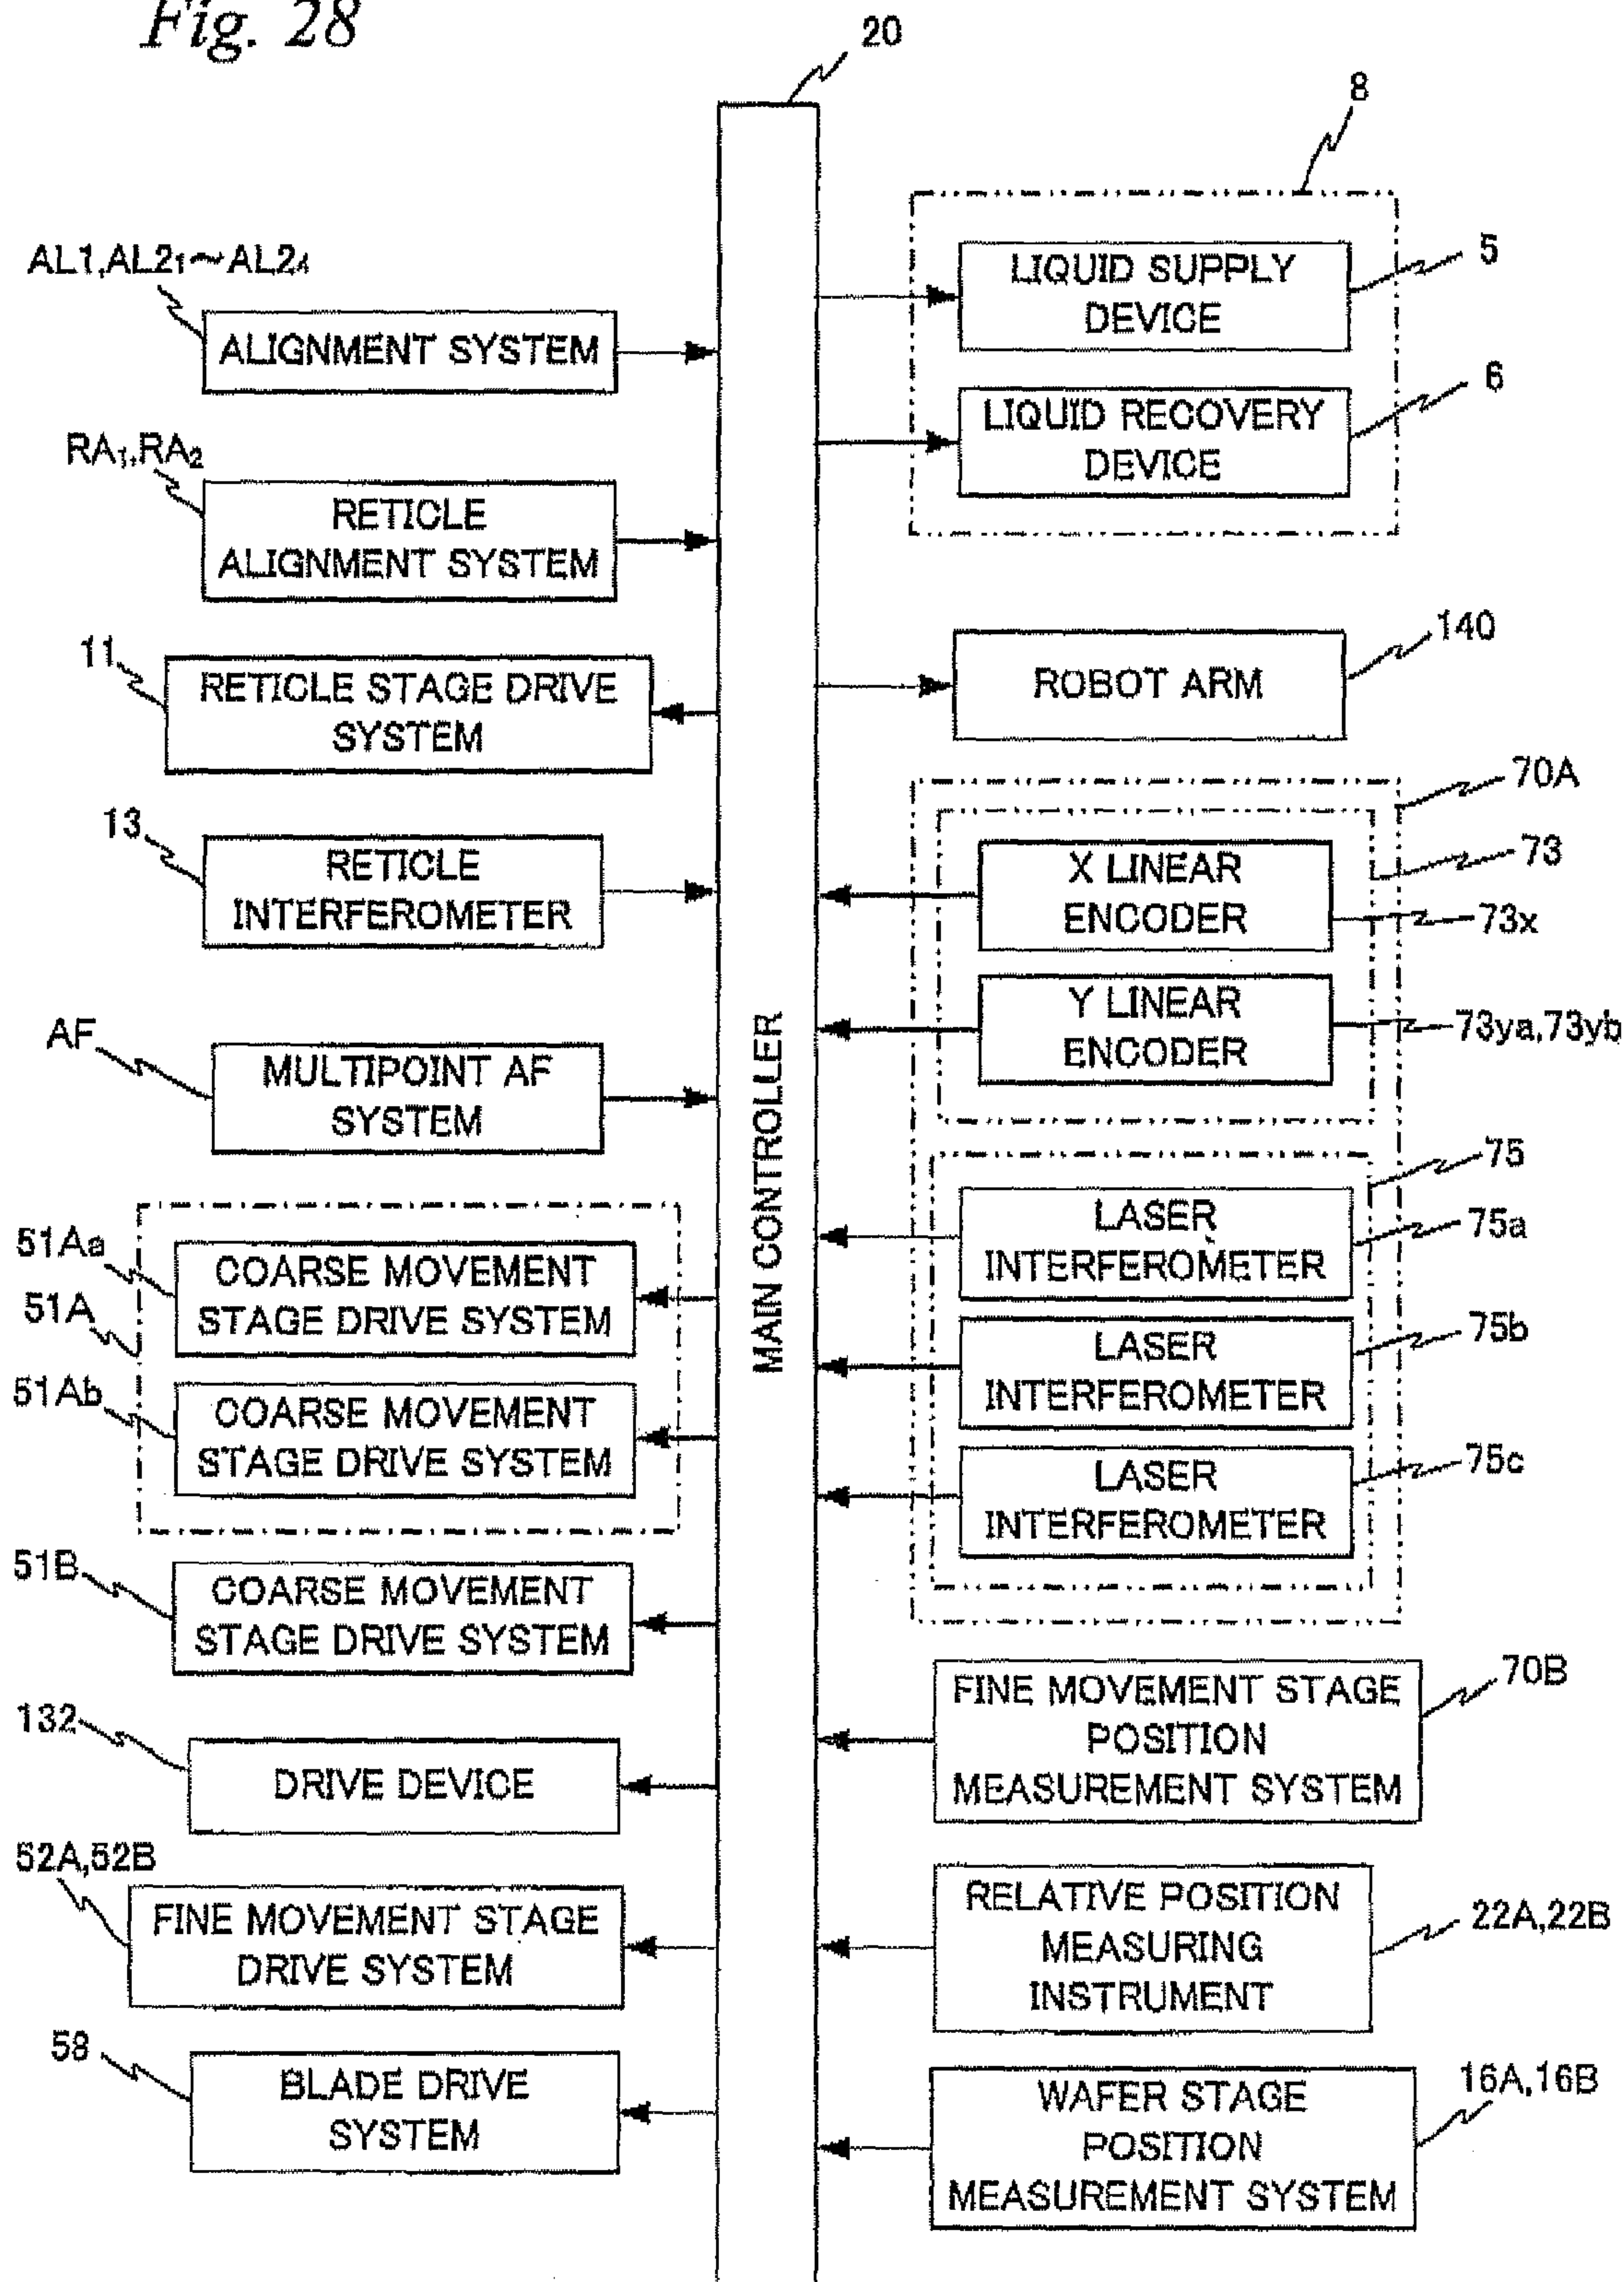 Fig. 28
20
8
AL1,AL2₁~AL2₄
ALIGNMENT SYSTEM
LIQUID SUPPLY
DEVICE
5
LIQUID RECOVERY
DEVICE
6
RA₁,RA₂
RETICLE
ALIGNMENT SYSTEM
11
RETICLE STAGE DRIVE
SYSTEM
ROBOT ARM
140
13
RETICLE
INTERFEROMETER
70A
73
X LINEAR
ENCODER
73x
Y LINEAR
ENCODER
73ya,73yb
AF
MULTIPOINT AF
SYSTEM
MAIN CONTROLLER
75
LASER
INTERFEROMETER
75a
LASER
INTERFEROMETER
75b
LASER
INTERFEROMETER
75c
51Aa
COARSE MOVEMENT
STAGE DRIVE SYSTEM
51A
51Ab
COARSE MOVEMENT
STAGE DRIVE SYSTEM
51B
COARSE MOVEMENT
STAGE DRIVE SYSTEM
70B
FINE MOVEMENT STAGE
POSITION
MEASUREMENT SYSTEM
132
DRIVE DEVICE
52A,52B
FINE MOVEMENT STAGE
DRIVE SYSTEM
RELATIVE POSITION
MEASURING
INSTRUMENT
22A,22B
58
BLADE DRIVE
SYSTEM
WAFER STAGE
POSITION
MEASUREMENT SYSTEM
16A,16B